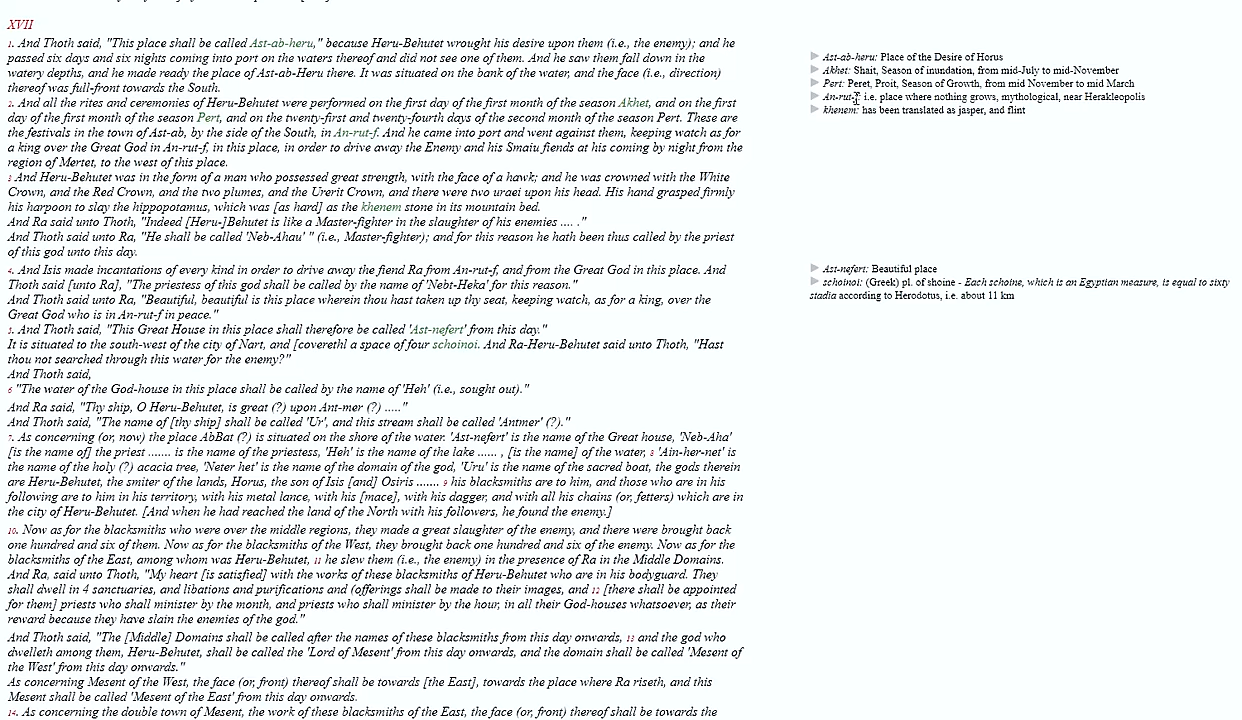 XVII
1. And Thoth said, "This place shall be called Ast-ab-heru," because Heru-Behutet wrought his desire upon them (i.e., the enemy); and he
passed six days and six nights coming into port on the waters thereof and did not see one of them. And he saw them fall down in the
watery depths, and he made ready the place of Ast-ab-Heru there. It was situated on the bank of the water, and the face (i.e., direction)
thereof was full-front towards the South.
2. And all the rites and ceremonies of Heru-Behutet were performed on the first day of the first month of the season Akhet, and on the first
day of the first month of the season Pert, and on the twenty-first and twenty-fourth days of the second month of the season Pert. These are
the festivals in the town of Ast-ab, by the side of the South, in An-rut-f. And he came into port and went against them, keeping watch as for
a king over the Great God in An-rut-f, in this place, in order to drive away the Enemy and his Smaiu fiends at his coming by night from the
region of Mertet, to the west of this place.
3 And Heru-Behutet was in the form of a man who possessed great strength, with the face of a hawk; and he was crowned with the White
Crown, and the Red Crown, and the two plumes, and the Urerit Crown, and there were two uraei upon his head. His hand grasped firmly
his harpoon to slay the hippopotamus, which was [as hard] as the khenem stone in its mountain bed.
And Ra said unto Thoth, "Indeed [Heru-]Behutet is like a Master-fighter in the slaughter of his enemies .... ."
And Thoth said unto Ra, "He shall be called 'Neb-Ahau' " (i.e., Master-fighter); and for this reason he hath been thus called by the priest
of this god unto this day.
4. And Isis made incantations of every kind in order to drive away the fiend Ra from An-rut-f, and from the Great God in this place. And
Thoth said [unto Ra], "The priestess of this god shall be called by the name of 'Nebt-Heka' for this reason."
And Thoth said unto Ra, "Beautiful, beautiful is this place wherein thou hast taken up thy seat, keeping watch, as for a king, over the
Great God who is in An-rut-f in peace."
5. And Thoth said, "This Great House in this place shall therefore be called 'Ast-nefert' from this day."
It is situated to the south-west of the city of Nart, and [coverethl a space of four schoinoi. And Ra-Heru-Behutet said unto Thoth, "Hast
thou not searched through this water for the enemy?"
And Thoth said,
6 "The water of the God-house in this place shall be called by the name of 'Heh' (i.e., sought out)."
And Ra said, "Thy ship, O Heru-Behutet, is great (?) upon Ant-mer (?) ....."
And Thoth said, "The name of [thy ship] shall be called 'Ur', and this stream shall be called 'Antmer' (?)."
7. As concerning (or, now) the place AbBat (?) is situated on the shore of the water. 'Ast-nefert' is the name of the Great house, 'Neb-Aha'
[is the name of] the priest ....... is the name of the priestess, 'Heh' is the name of the lake ...... , [is the name] of the water, 8 'Ain-her-net' is
the name of the holy (?) acacia tree, 'Neter het' is the name of the domain of the god, 'Uru' is the name of the sacred boat, the gods therein
are Heru-Behutet, the smiter of the lands, Horus, the son of Isis [and] Osiris ....... 9 his blacksmiths are to him, and those who are in his
following are to him in his territory, with his metal lance, with his [mace], with his dagger, and with all his chains (or, fetters) which are in
the city of Heru-Behutet. [And when he had reached the land of the North with his followers, he found the enemy.]
10. Now as for the blacksmiths who were over the middle regions, they made a great slaughter of the enemy, and there were brought back
one hundred and six of them. Now as for the blacksmiths of the West, they brought back one hundred and six of the enemy. Now as for the
blacksmiths of the East, among whom was Heru-Behutet, 11 he slew them (i.e., the enemy) in the presence of Ra in the Middle Domains.
And Ra, said unto Thoth, "My heart [is satisfied] with the works of these blacksmiths of Heru-Behutet who are in his bodyguard. They
shall dwell in 4 sanctuaries, and libations and purifications and (offerings shall be made to their images, and 12 [there shall be appointed
for them] priests who shall minister by the month, and priests who shall minister by the hour, in all their God-houses whatsoever, as their
reward because they have slain the enemies of the god."
And Thoth said, "The [Middle] Domains shall be called after the names of these blacksmiths from this day onwards, 13 and the god who
dwelleth among them, Heru-Behutet, shall be called the 'Lord of Mesent' from this day onwards, and the domain shall be called 'Mesent of
the West' from this day onwards."
As concerning Mesent of the West, the face (or, front) thereof shall be towards [the East], towards the place where Ra riseth, and this
Mesent shall be called 'Mesent of the East' from this day onwards.
14. As concerning the double town of Mesent, the work of these blacksmiths of the East, the face (or, front) thereof shall be towards the
Ast-ab-heru: Place of the Desire of Horus
Akhet: Shait, Season of inundation, from mid-July to mid-November
Pert: Peret, Proit, Season of Growth, from mid November to mid March
An-rut-f: i.e. place where nothing grows, mythological, near Herakleopolis
khenem: has been translated as jasper, and flint
Ast-nefert: Beautiful place
schoinoi: (Greek) pl. of shoine - Each schoine, which is an Egyptian measure, is equal to sixty
stadia according to Herodotus, i.e. about 11 km